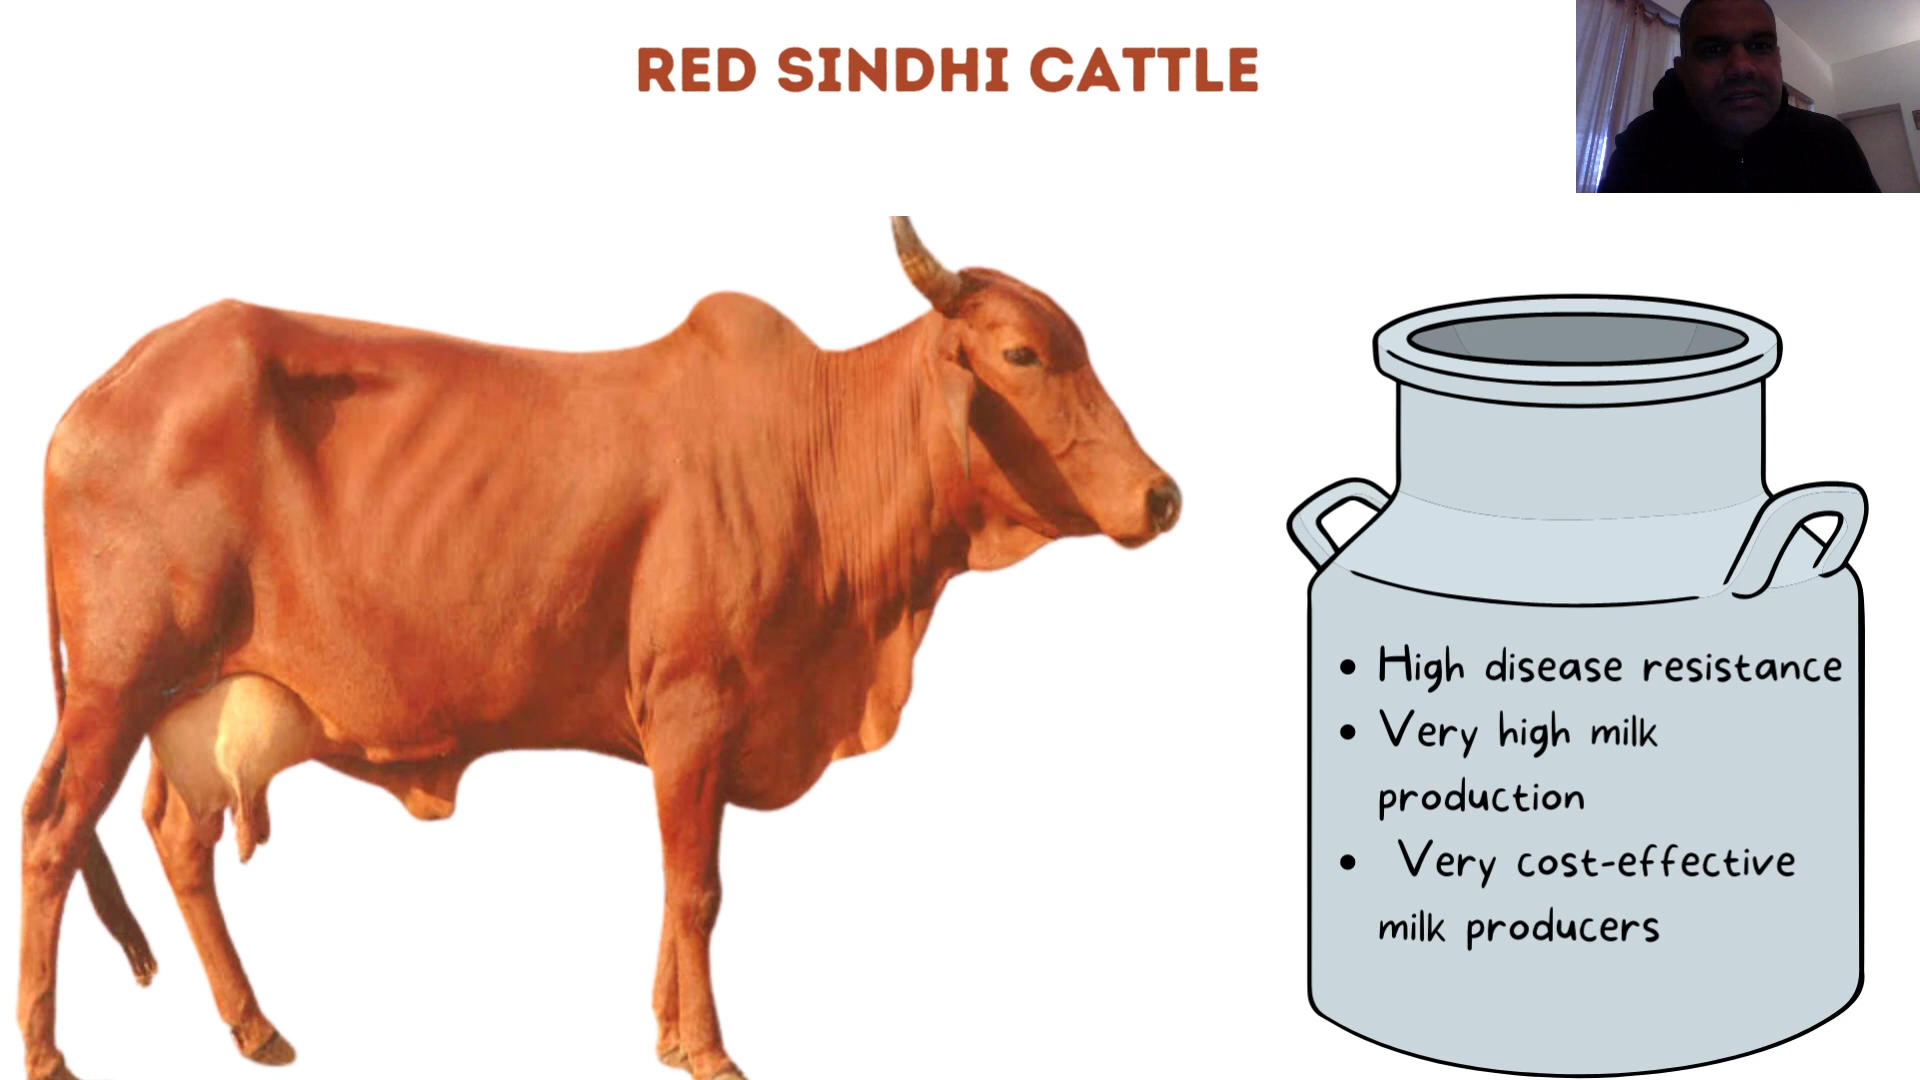 RED SINDHI CATTLE
• High disease resistance
• Very high milk
production
• Very cost-effective
milk producers